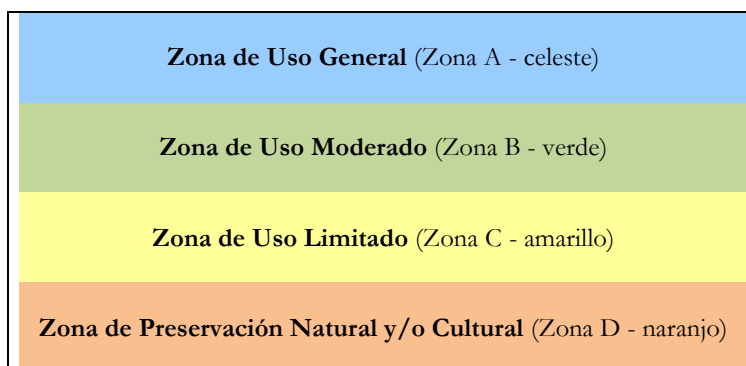 Zona de Uso General (Zona A - celeste)
Zona de Uso Moderado (Zona B - verde)
Zona de Uso Limitado (Zona C - amarillo)
Zona de Preservación Natural y/o Cultural (Zona D - naranjo)